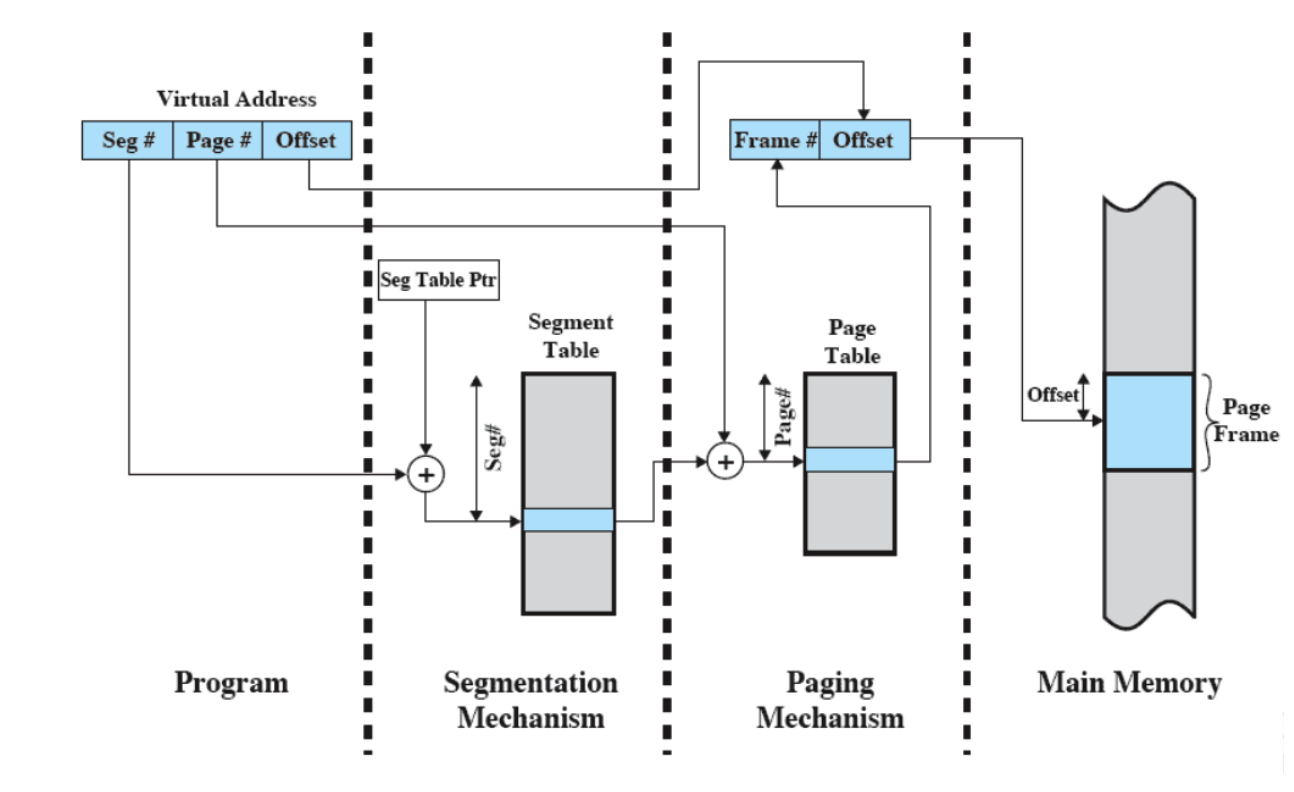 Virtual Address
Seg # Page # Offset
Frame # Offset
Seg Table Ptr
Segment
Table
Page
Table
Seg#
Page#
+
+
Offset
Page
Frame
Program
Segmentation
Mechanism
Paging
Mechanism
Main Memory